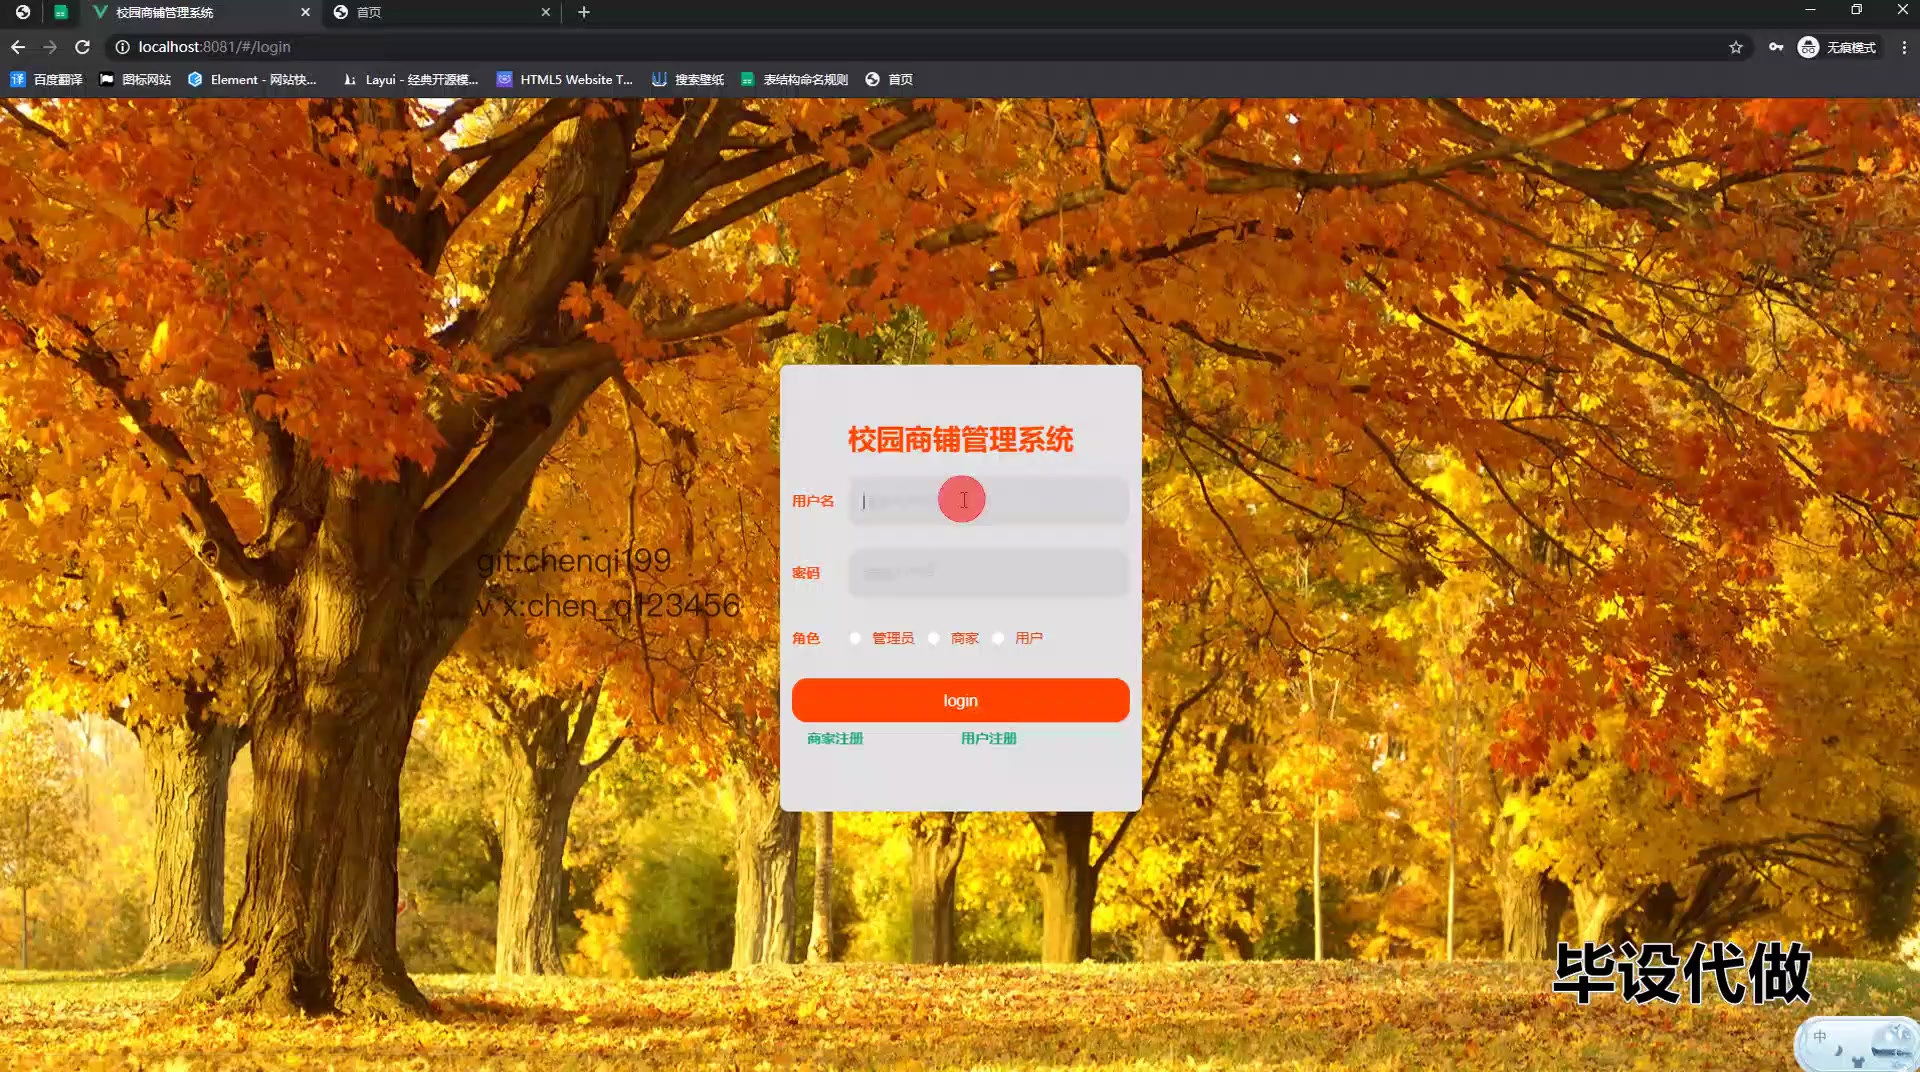 校园商铺管理系统
首页
localhost:8081/#/login
无痕模式
百度翻译
图标网站
Element - 网站快...
Layui - 经典开源模...
HTML5 Website T...
搜索壁纸
表结构命名规则
首页
校园商铺管理系统
用户名
密码
角色 管理员 商家 用户
login
商家注册 用户注册
git:chenqi199
v x:chen_q123456
毕设代做
中